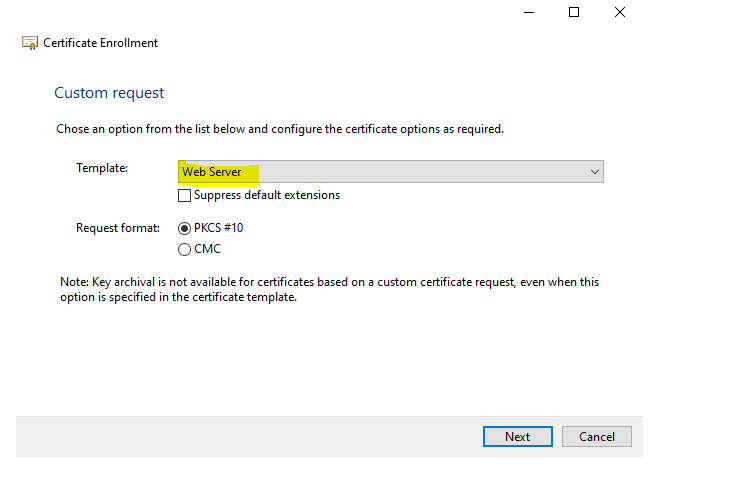 Certificate Enrollment
Custom request
Chose an option from the list below and configure the certificate options as required.
Template:
Web Server
Suppress default extensions
Request format:
PKCS #10
CMC
Note: Key archival is not available for certificates based on a custom certificate request, even when this
option is specified in the certificate template.
Next
Cancel